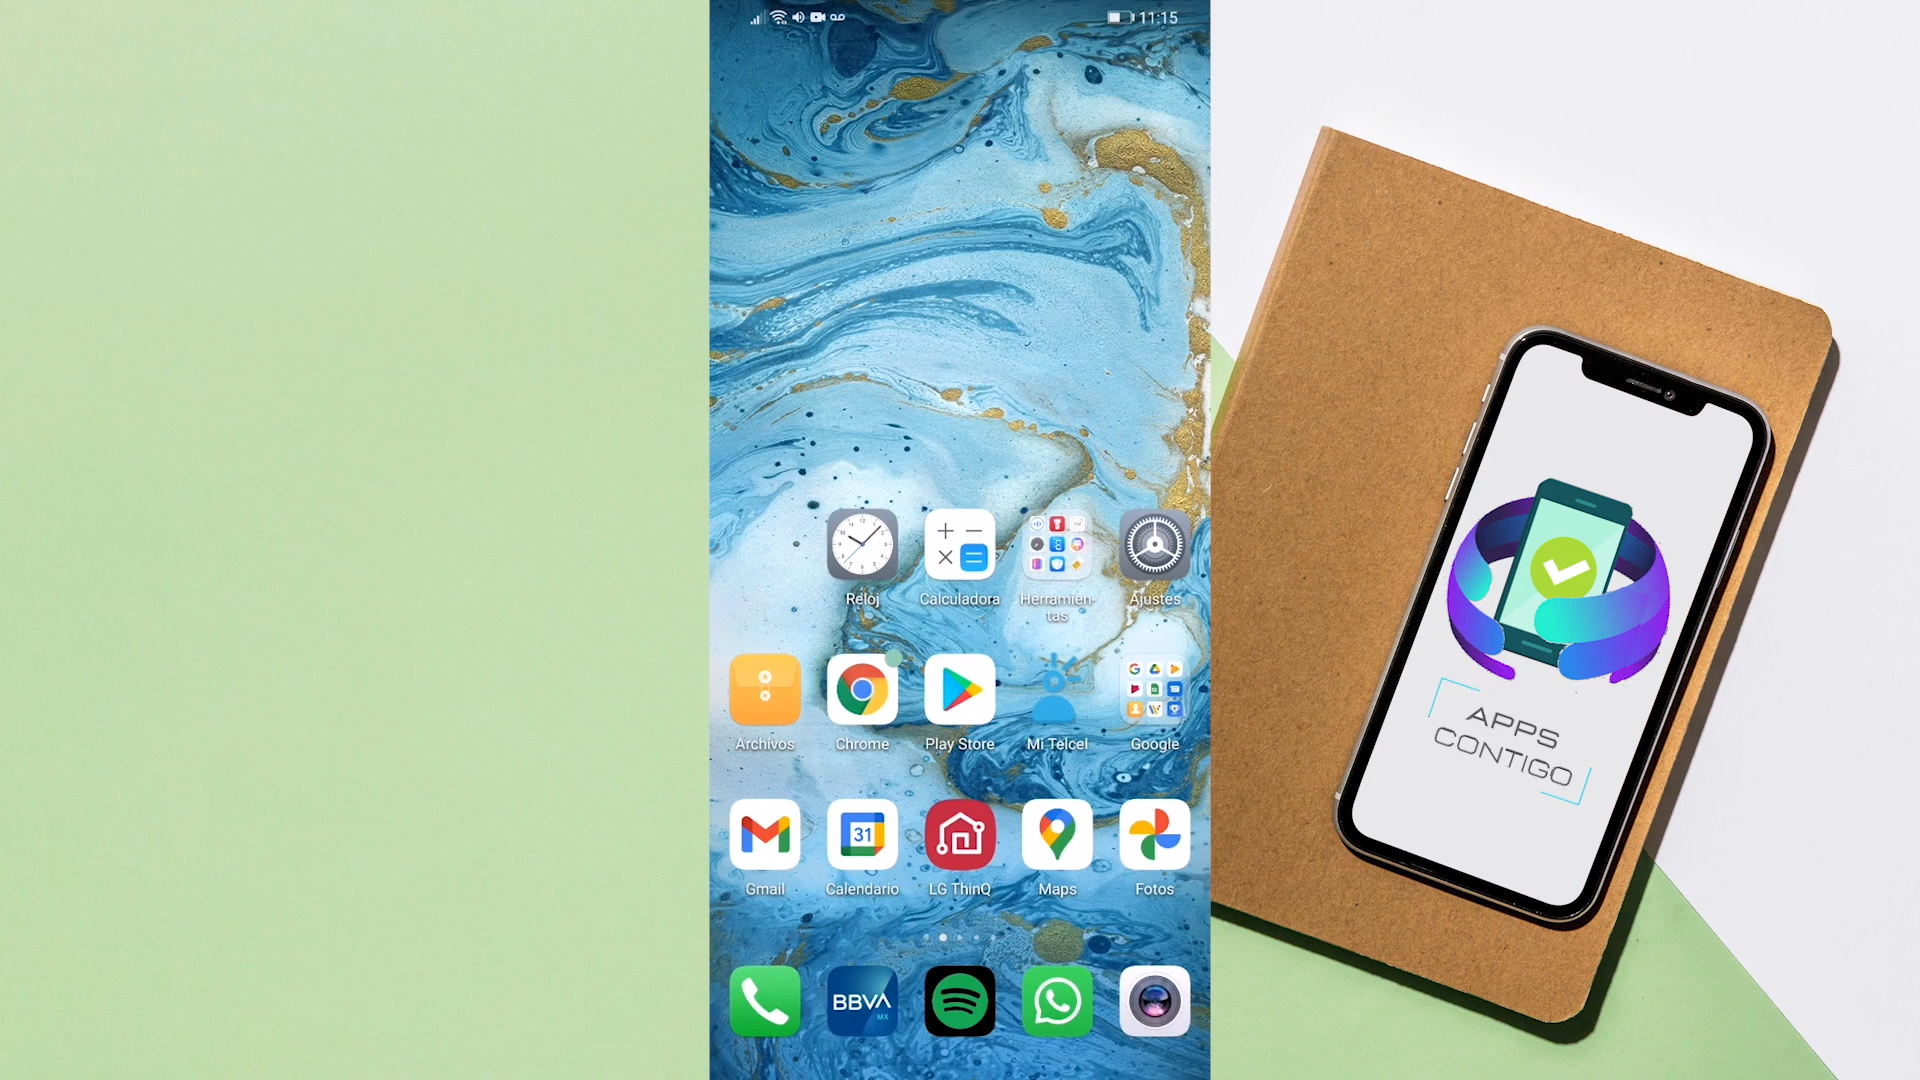 11:15
Reloj
Calculadora
Herramien-
tas
Ajustes
Archivos
Chrome
Play Store
Mi Telcel
Google
31
Gmail
Calendario
LG ThinQ
Maps
Fotos
BBVA
MX
APPS
CONTIGO